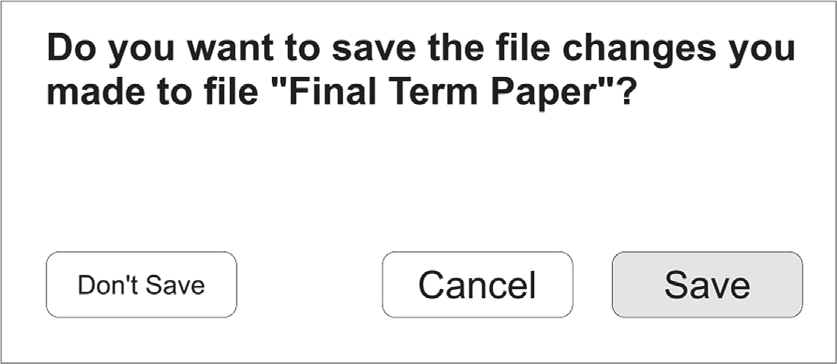 Do you want to save the file changes you
made to file "Final Term Paper"?
Don't Save
Cancel
Save